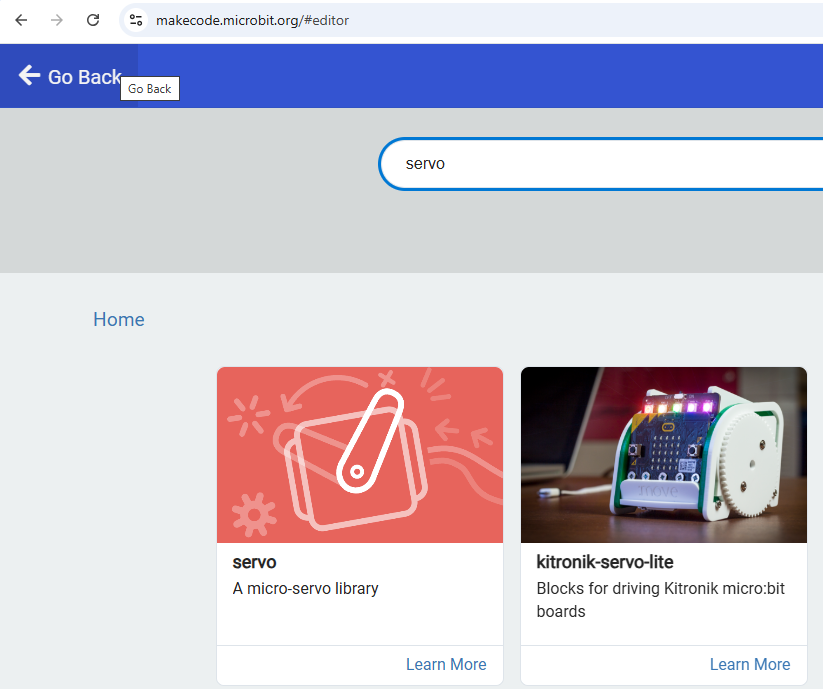 makecode.microbit.org/#editor
Go Back
Go Back
servo
Home
servo
A micro-servo library
Learn More
move
kitronik-servo-lite
Blocks for driving Kitronik micro:bit
boards
Learn More